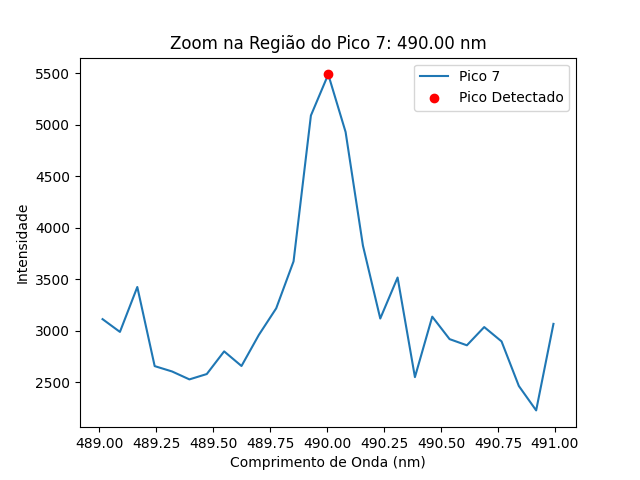 Zoom na Região do Pico 7: 490.00 nm
Pico 7
Pico Detectado
Intensidade
5500
5000
4500
4000
3500
3000
2500
489.00 489.25 489.50 489.75 490.00 490.25 490.50 490.75 491.00
Comprimento de Onda (nm)